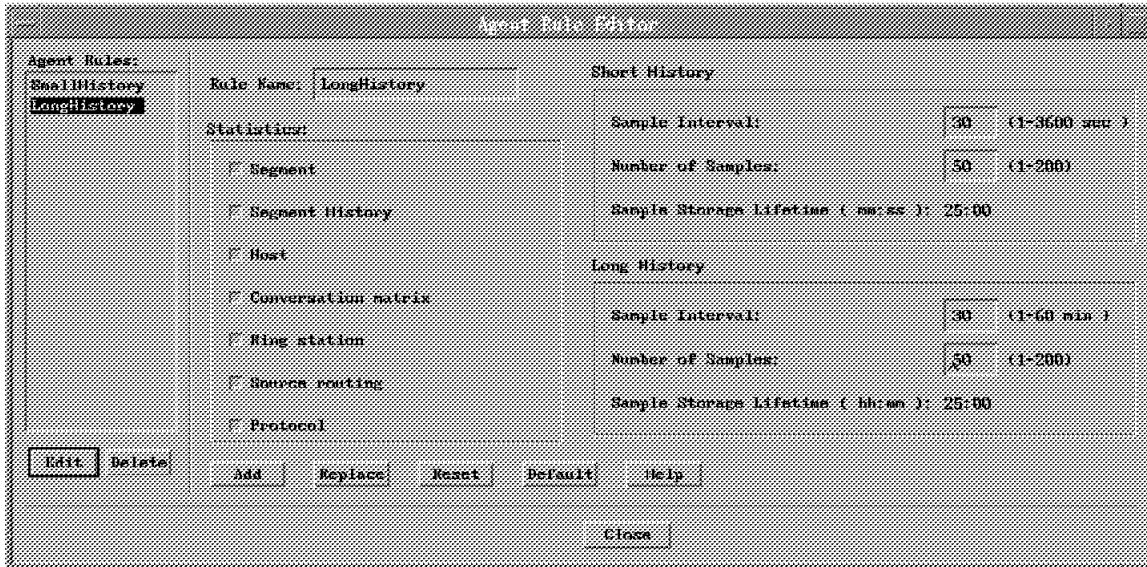 Agent Rule Editor
Agent Rules:
SmallHistory
LongHistory
Edit
Delete
Rule Name: LongHistory
Statistics:
Segment
Segment History
Host
Conversation matrix
Ring station
Source routing
Protocol
Short History
Sample Interval: 30 (1-3600 sec )
Number of Samples: 50 (1-200)
Sample Storage Lifetime ( mm:ss ): 25:00
Long History
Sample Interval: 30 (1-60 min )
Number of Samples: 50 (1-200)
Sample Storage Lifetime ( hh:mm ): 25:00
Add
Replace
Reset
Default
Help
Close